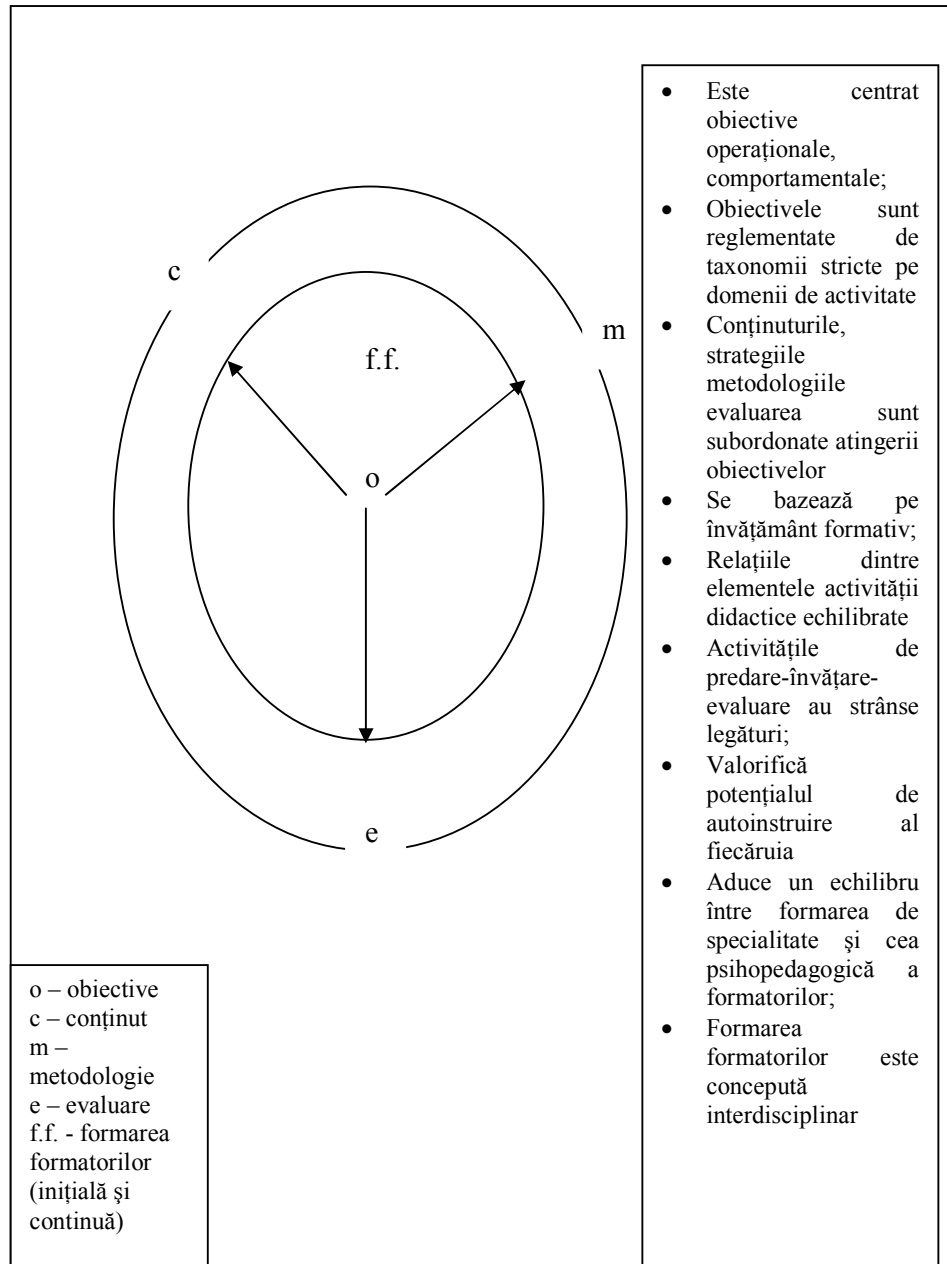 c
m
f.f.
o
e
• Este centrat
obiective
operaționale,
comportamentale;
• Obiectivele sunt
reglementate de
taxonomii stricte pe
domenii de activitate
• Conținuturile,
strategiile
metodologiile
evaluarea sunt
subordonate atingerii
obiectivelor
• Se bazează pe
învățământ formativ;
• Relațiile dintre
elementele activității
didactice echilibrate
• Activitățile de
predare-învățare-
evaluare au strânse
legături;
• Valorifică
potențialul de
autoinstruire al
fiecăruia
• Aduce un echilibru
între formarea de
specialitate şi cea
psihopedagogică a
formatorilor;
• Formarea
formatorilor este
concepută
interdisciplinar
o – obiective
c – conținut
m –
metodologie
e – evaluare
f.f. - formarea
formatorilor
(inițială şi
continuă)